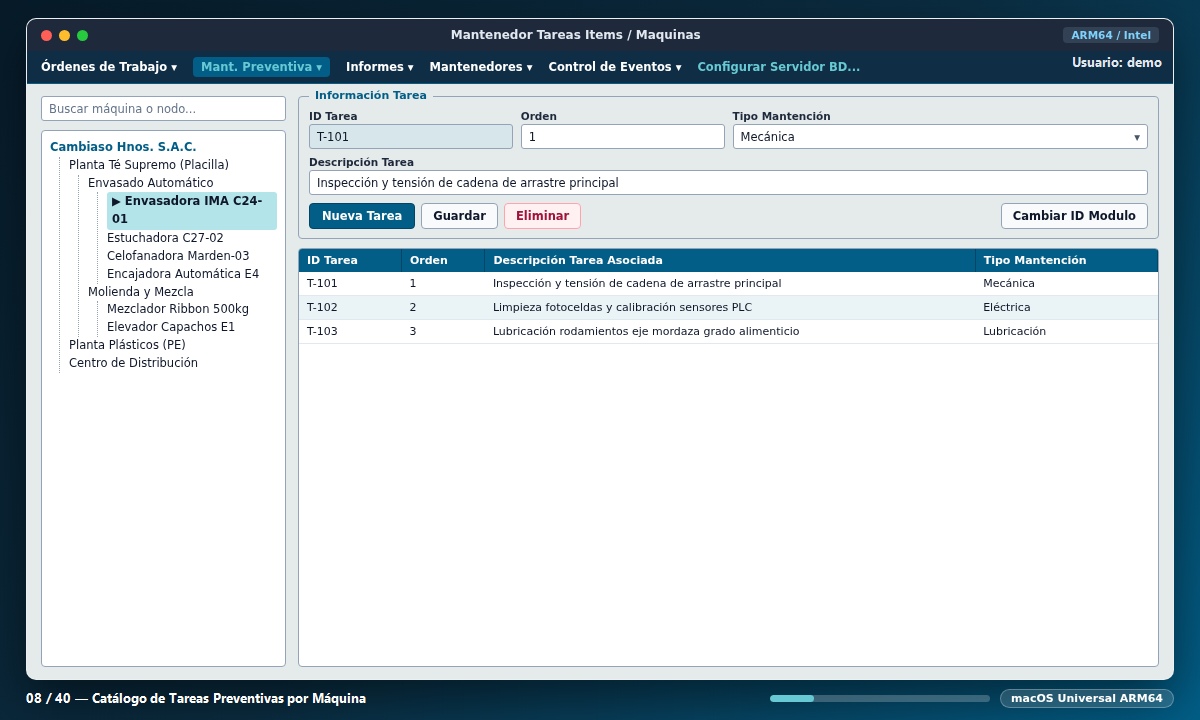 Mantenedor Tareas Items / Maquinas
ARM64 / Intel
Órdenes de Trabajo ▾
Mant. Preventiva ▾
Informes ▾
Mantenedores ▾
Control de Eventos ▾
Configurar Servidor BD...
Usuario: demo
Buscar máquina o nodo...
Cambiaso Hnos. S.A.C.
Planta Té Supremo (Placilla)
Envasado Automático
▶ Envasadora IMA C24-
01
Estuchadora C27-02
Celofanadora Marden-03
Encajadora Automática E4
Molienda y Mezcla
Mezclador Ribbon 500kg
Elevador Capachos E1
Planta Plásticos (PE)
Centro de Distribución
Información Tarea
ID Tarea
Orden
Tipo Mantención
T-101
1
Mecánica ▾
Descripción Tarea
Inspección y tensión de cadena de arrastre principal
Nueva Tarea
Guardar
Eliminar
Cambiar ID Modulo
ID Tarea Orden Descripción Tarea Asociada Tipo Mantención
T-101 1 Inspección y tensión de cadena de arrastre principal Mecánica
T-102 2 Limpieza fotoceldas y calibración sensores PLC Eléctrica
T-103 3 Lubricación rodamientos eje mordaza grado alimenticio Lubricación
08 / 40 — Catálogo de Tareas Preventivas por Máquina
macOS Universal ARM64